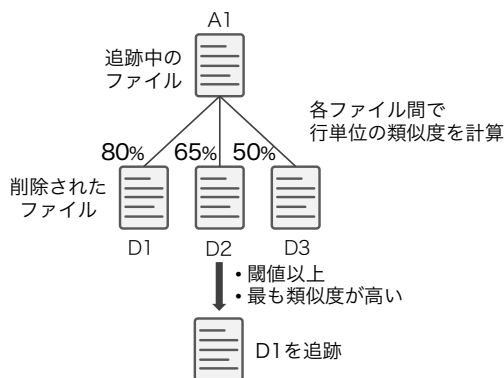 A1
追跡中の
ファイル
各ファイル間で
行単位の類似度を計算
80% 65% 50%
削除された
ファイル
D1 D2 D3
• 閾値以上
• 最も類似度が高い
D1を追跡